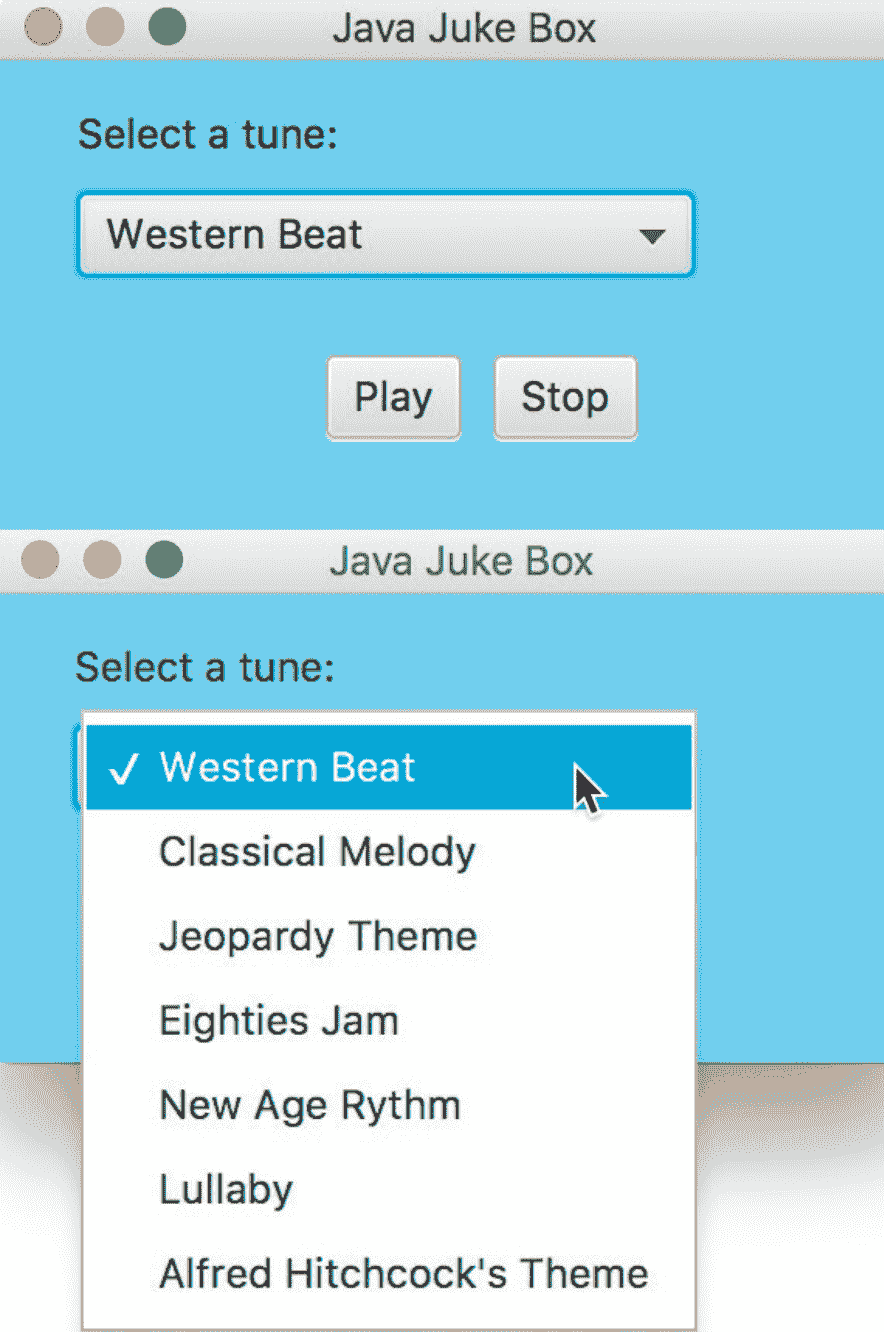 Java Juke Box
Select a tune:
Western Beat
Play Stop
Java Juke Box
Select a tune:
✓ Western Beat
Classical Melody
Jeopardy Theme
Eighties Jam
New Age Rythm
Lullaby
Alfred Hitchcock's Theme